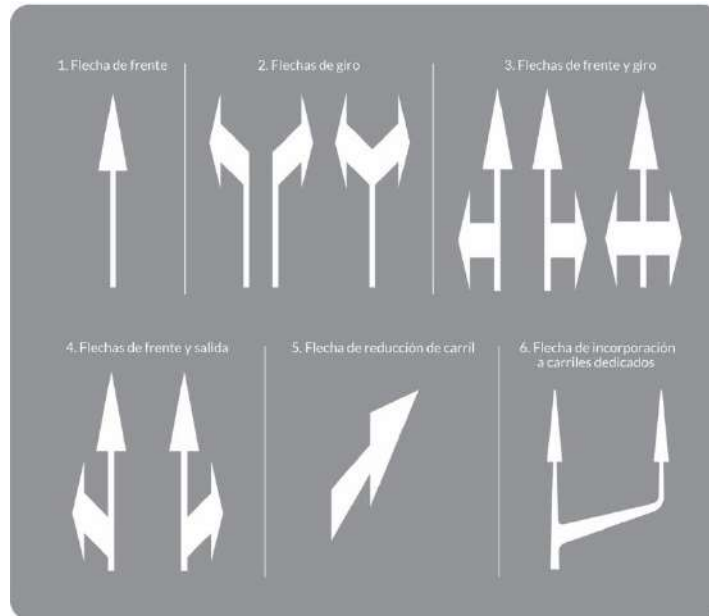 1. Flecha de frente
2. Flechas de giro
3. Flechas de frente y giro
4. Flechas de frente y salida
5. Flecha de reducción de carril
6. Flecha de incorporación
a carriles dedicados